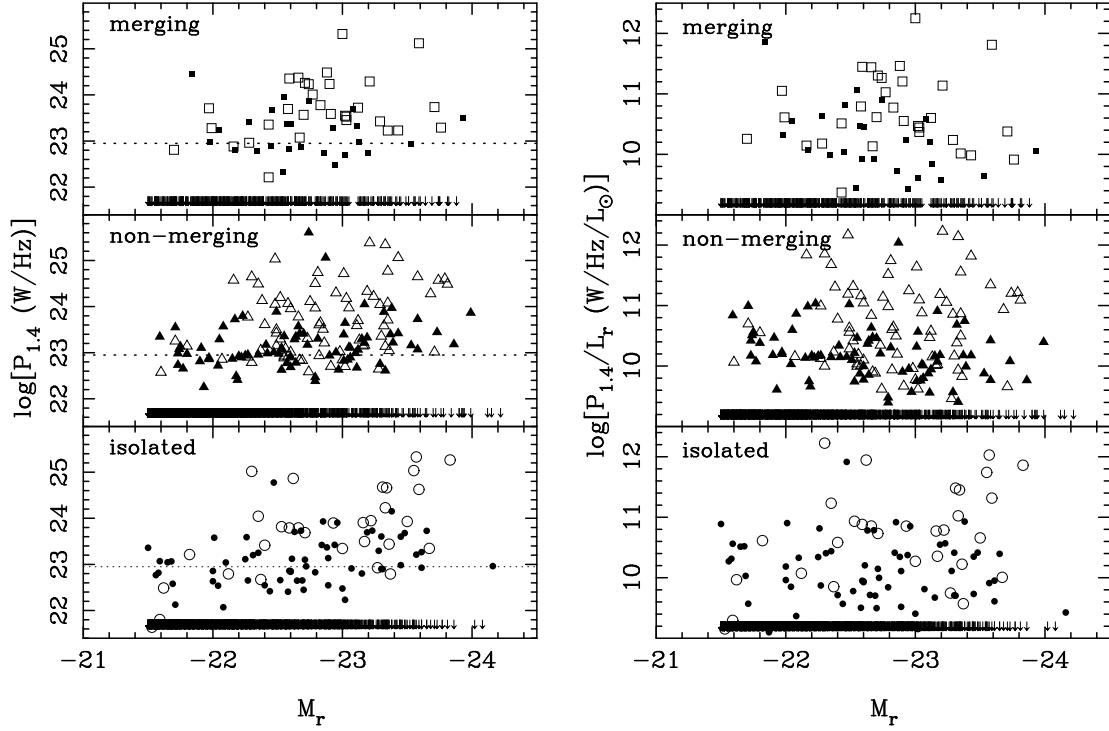 merging
25
24
23
22
non-merging
25
24
23
22
isolated
25
24
23
22
log[P1.4 (W/Hz)]
-21
-22
-23
-24
Mr
merging
12
11
10
non-merging
12
11
10
isolated
12
11
10
log[P1.4/Lr (W/Hz/L⊙)]
-21
-22
-23
-24
Mr